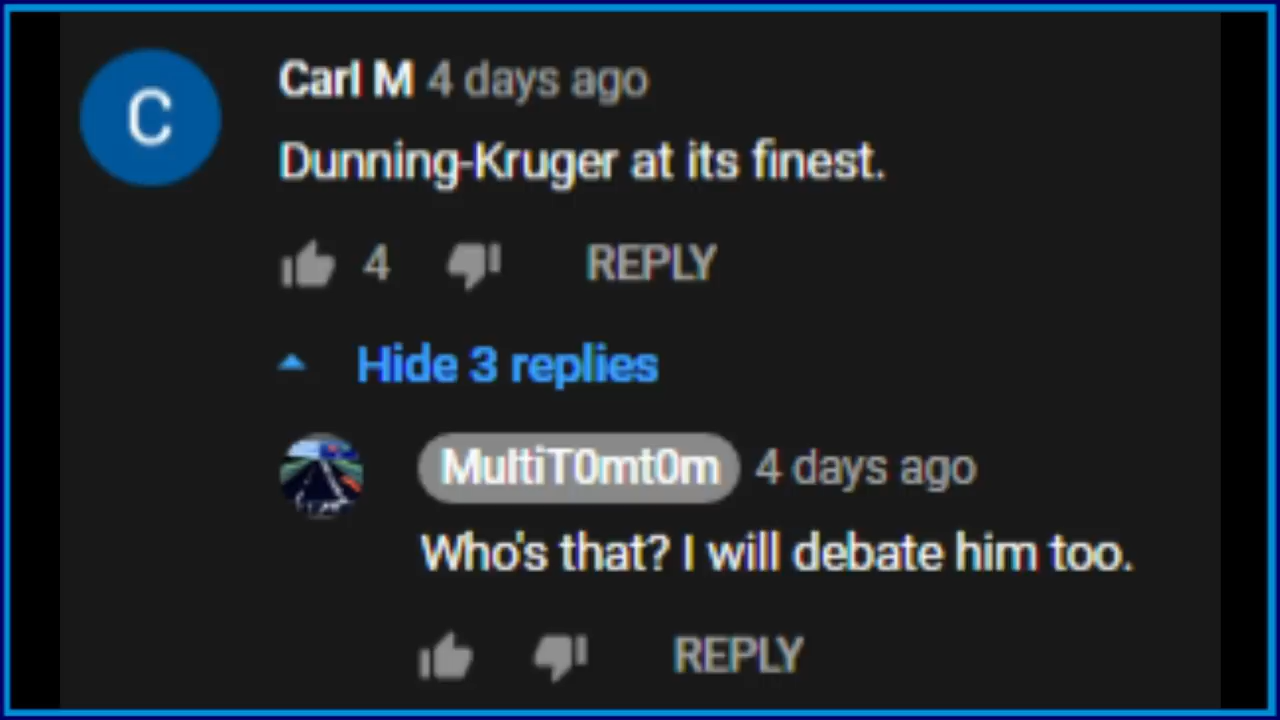 C
Carl M 4 days ago
Dunning-Kruger at its finest.
4 REPLY
Hide 3 replies
MultiT0mt0m 4 days ago
Who's that? I will debate him too.
REPLY